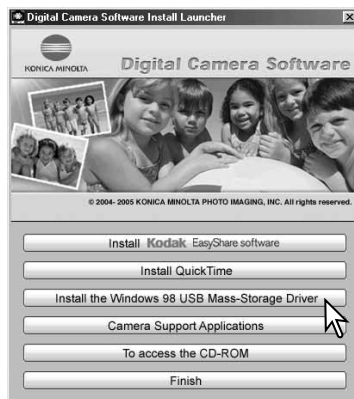 Digital Camera Software Install Launcher
KONICA MINOLTA
Digital Camera Software
© 2004- 2005 KONICA MINOLTA PHOTO IMAGING, INC. All rights reserved.
Install Kodak EasyShare software
Install QuickTime
Install the Windows 98 USB Mass-Storage Driver
Camera Support Applications
To access the CD-ROM
Finish